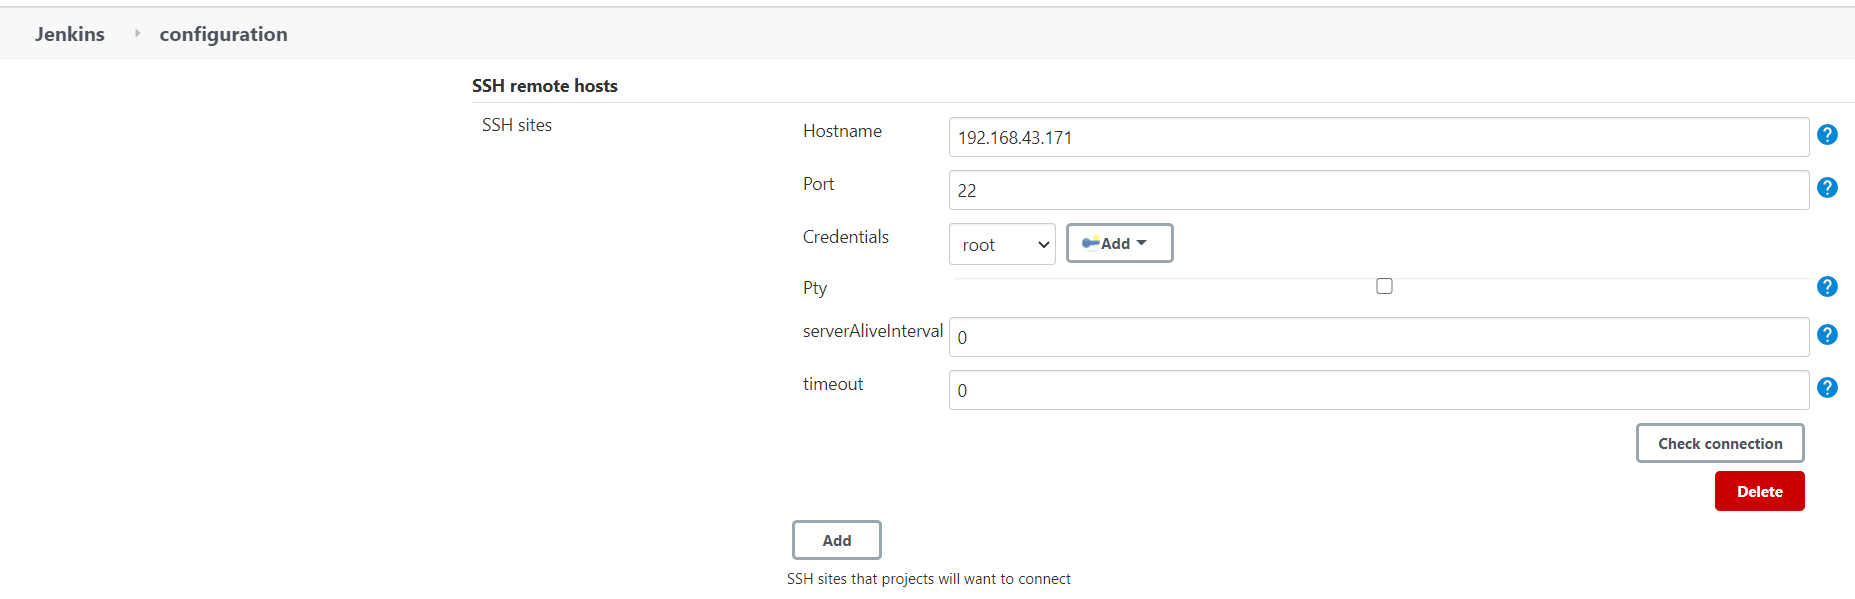 Jenkins configuration
SSH remote hosts
SSH sites
Hostname 192.168.43.171 ?
Port 22 ?
Credentials root Add
Pty ?
serverAliveInterval 0 ?
timeout 0 ?
Check connection
Delete
Add
SSH sites that projects will want to connect